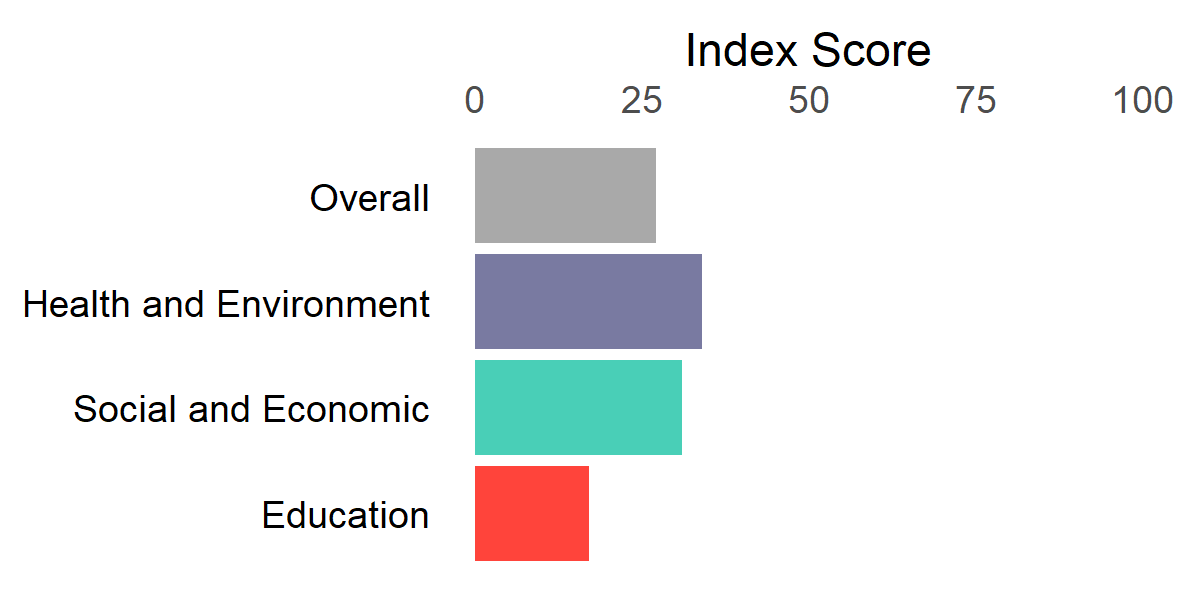 Index Score
0 25 50 75 100
Overall
Health and Environment
Social and Economic
Education